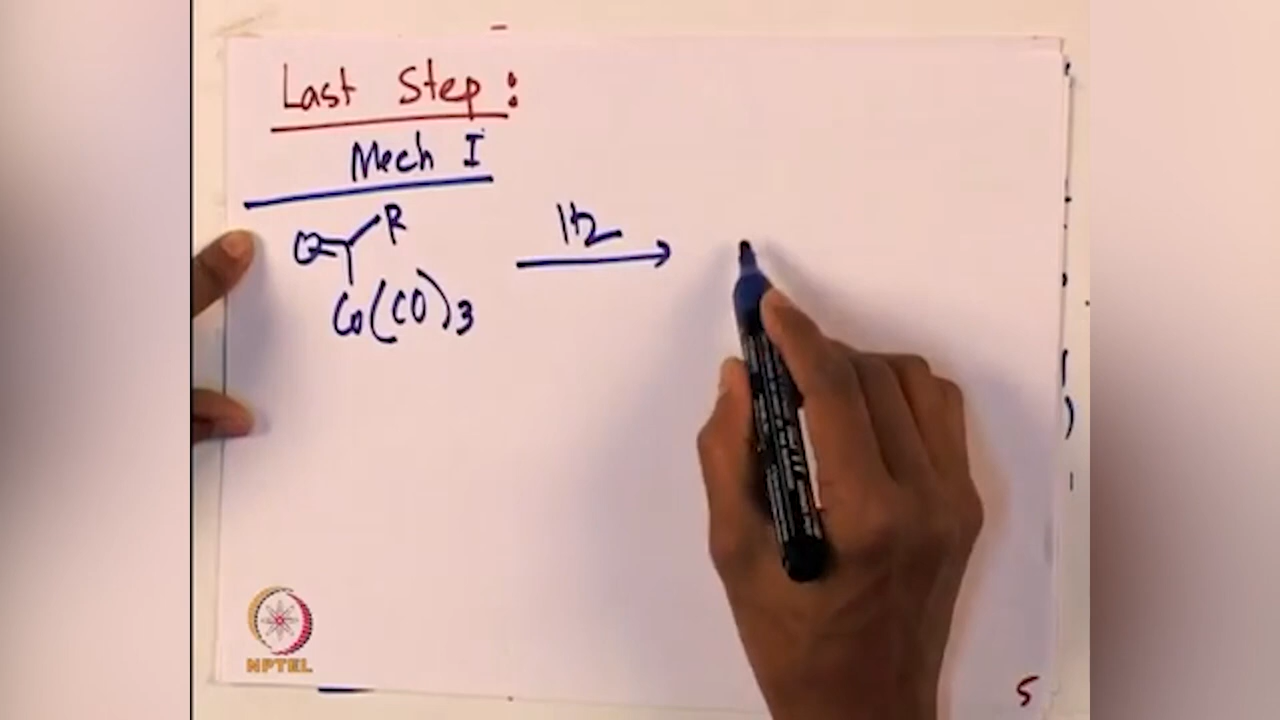 Last Step :
Mech I
O=
R
H2
Co(CO)3
NPTEL
5